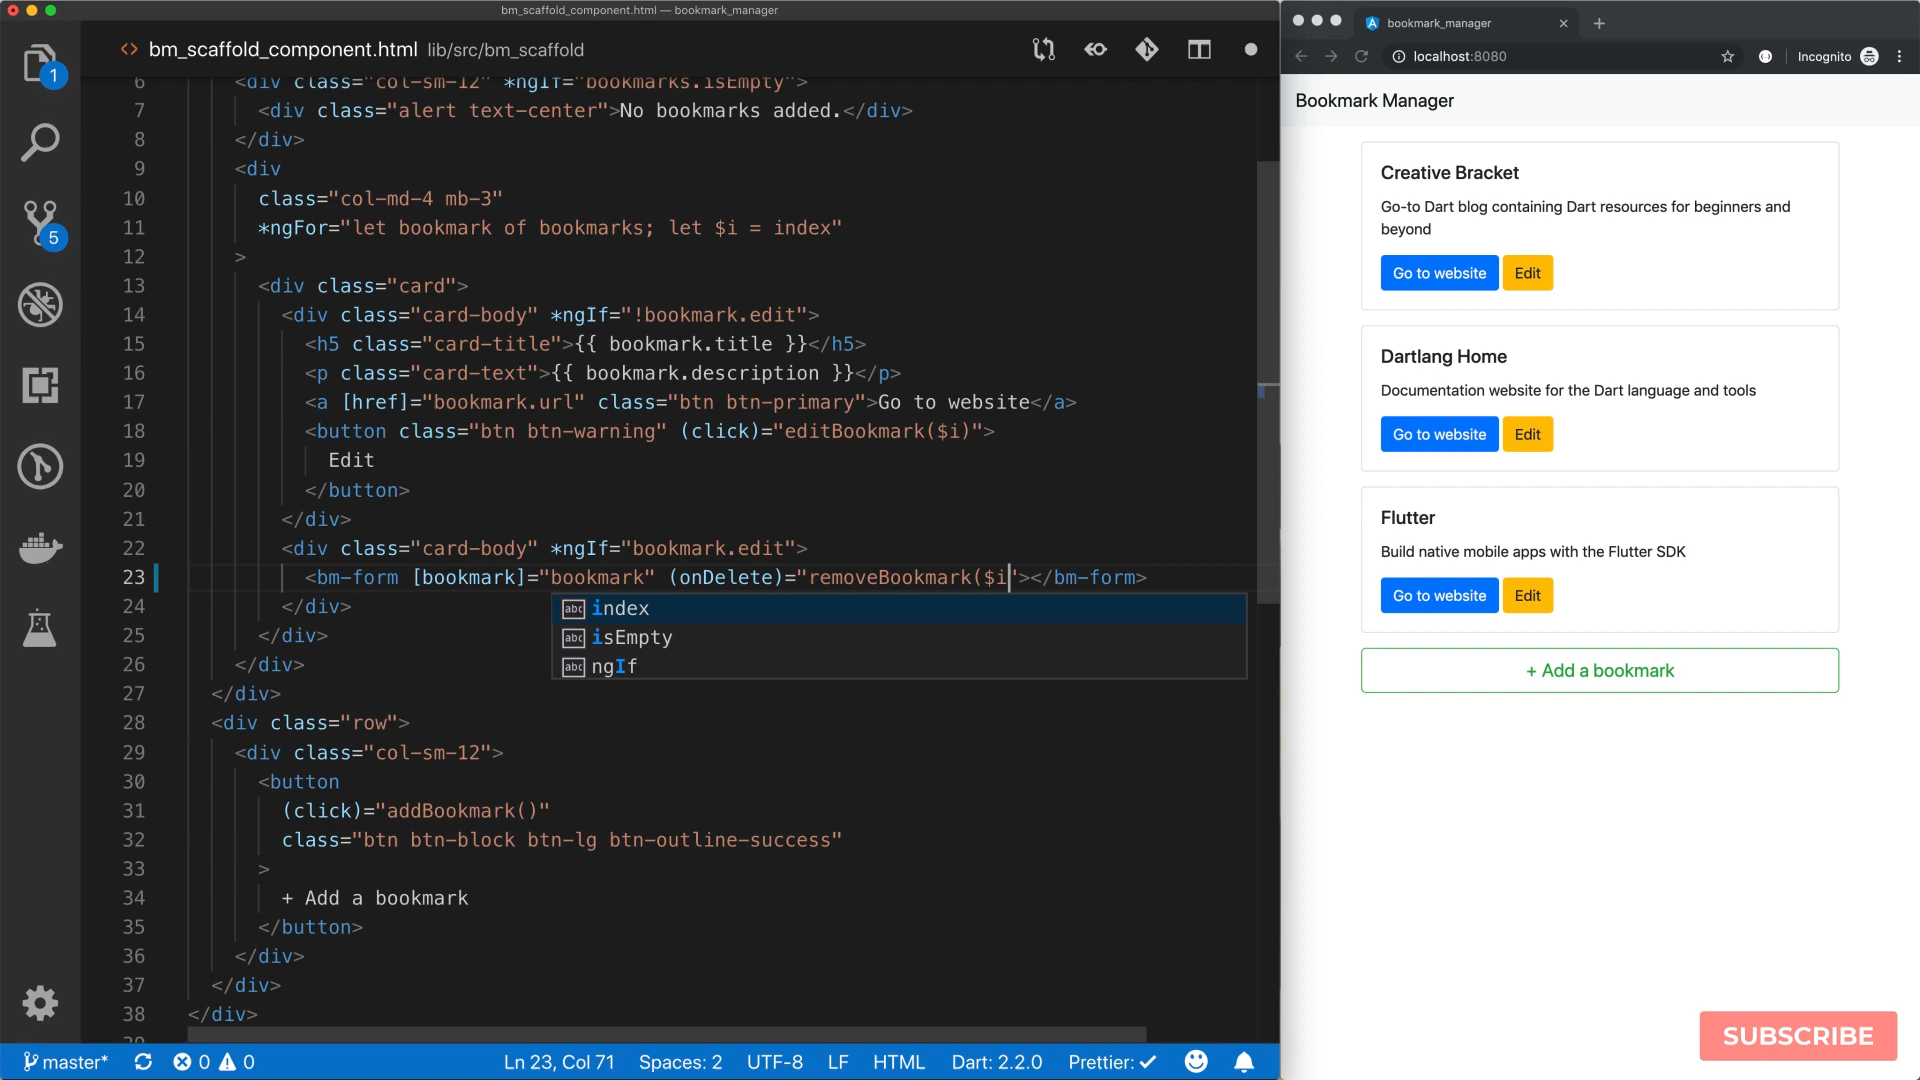 bm_scaffold_component.html — bookmark_manager
<> bm_scaffold_component.html lib/src/bm_scaffold
1
5
6 <div class="col-sm-12" *ngIf="bookmarks.isEmpty">
7 <div class="alert text-center">No bookmarks added.</div>
8 </div>
9 <div
10 class="col-md-4 mb-3"
11 *ngFor="let bookmark of bookmarks; let $i = index"
12 >
13 <div class="card">
14 <div class="card-body" *ngIf="!bookmark.edit">
15 <h5 class="card-title">{{ bookmark.title }}</h5>
16 <p class="card-text">{{ bookmark.description }}</p>
17 <a [href]="bookmark.url" class="btn btn-primary">Go to website</a>
18 <button class="btn btn-warning" (click)="editBookmark($i)">
19 Edit
20 </button>
21 </div>
22 <div class="card-body" *ngIf="bookmark.edit">
23 <bm-form [bookmark]="bookmark" (onDelete)="removeBookmark($i"></bm-form>
abc index
abc isEmpty
abc ngIf
24 </div>
25 </div>
26 </div>
27 </div>
28 <div class="row">
29 <div class="col-sm-12">
30 <button
31 (click)="addBookmark()"
32 class="btn btn-block btn-lg btn-outline-success"
33 >
34 + Add a bookmark
35 </button>
36 </div>
37 </div>
38 </div>
39
master* 0 0 Ln 23, Col 71 Spaces: 2 UTF-8 LF HTML Dart: 2.2.0 Prettier: ✓
bookmark_manager
localhost:8080 Incognito
Bookmark Manager
Creative Bracket
Go-to Dart blog containing Dart resources for beginners and
beyond
Go to website Edit
Dartlang Home
Documentation website for the Dart language and tools
Go to website Edit
Flutter
Build native mobile apps with the Flutter SDK
Go to website Edit
+ Add a bookmark
SUBSCRIBE